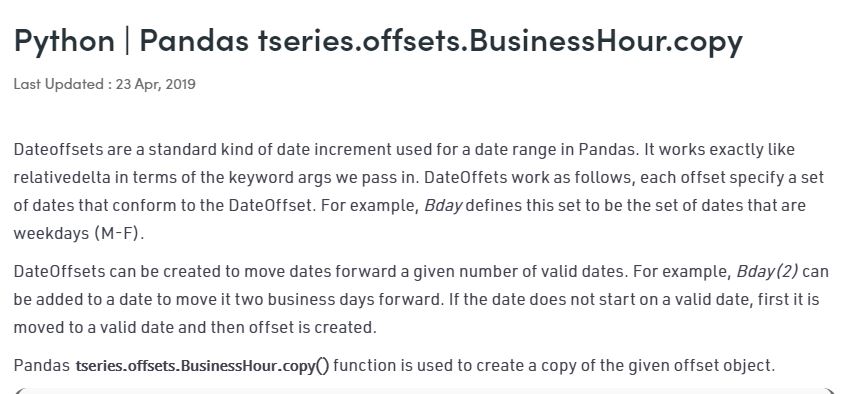 Python | Pandas tseries.offsets.BusinessHour.copy
Last Updated : 23 Apr, 2019
Dateoffsets are a standard kind of date increment used for a date range in Pandas. It works exactly like
relativedelta in terms of the keyword args we pass in. DateOffets work as follows, each offset specify a set
of dates that conform to the DateOffset. For example, Bday defines this set to be the set of dates that are
weekdays (M-F).
DateOffsets can be created to move dates forward a given number of valid dates. For example, Bday(2) can
be added to a date to move it two business days forward. If the date does not start on a valid date, first it is
moved to a valid date and then offset is created.
Pandas tseries.offsets.BusinessHour.copy() function is used to create a copy of the given offset object.